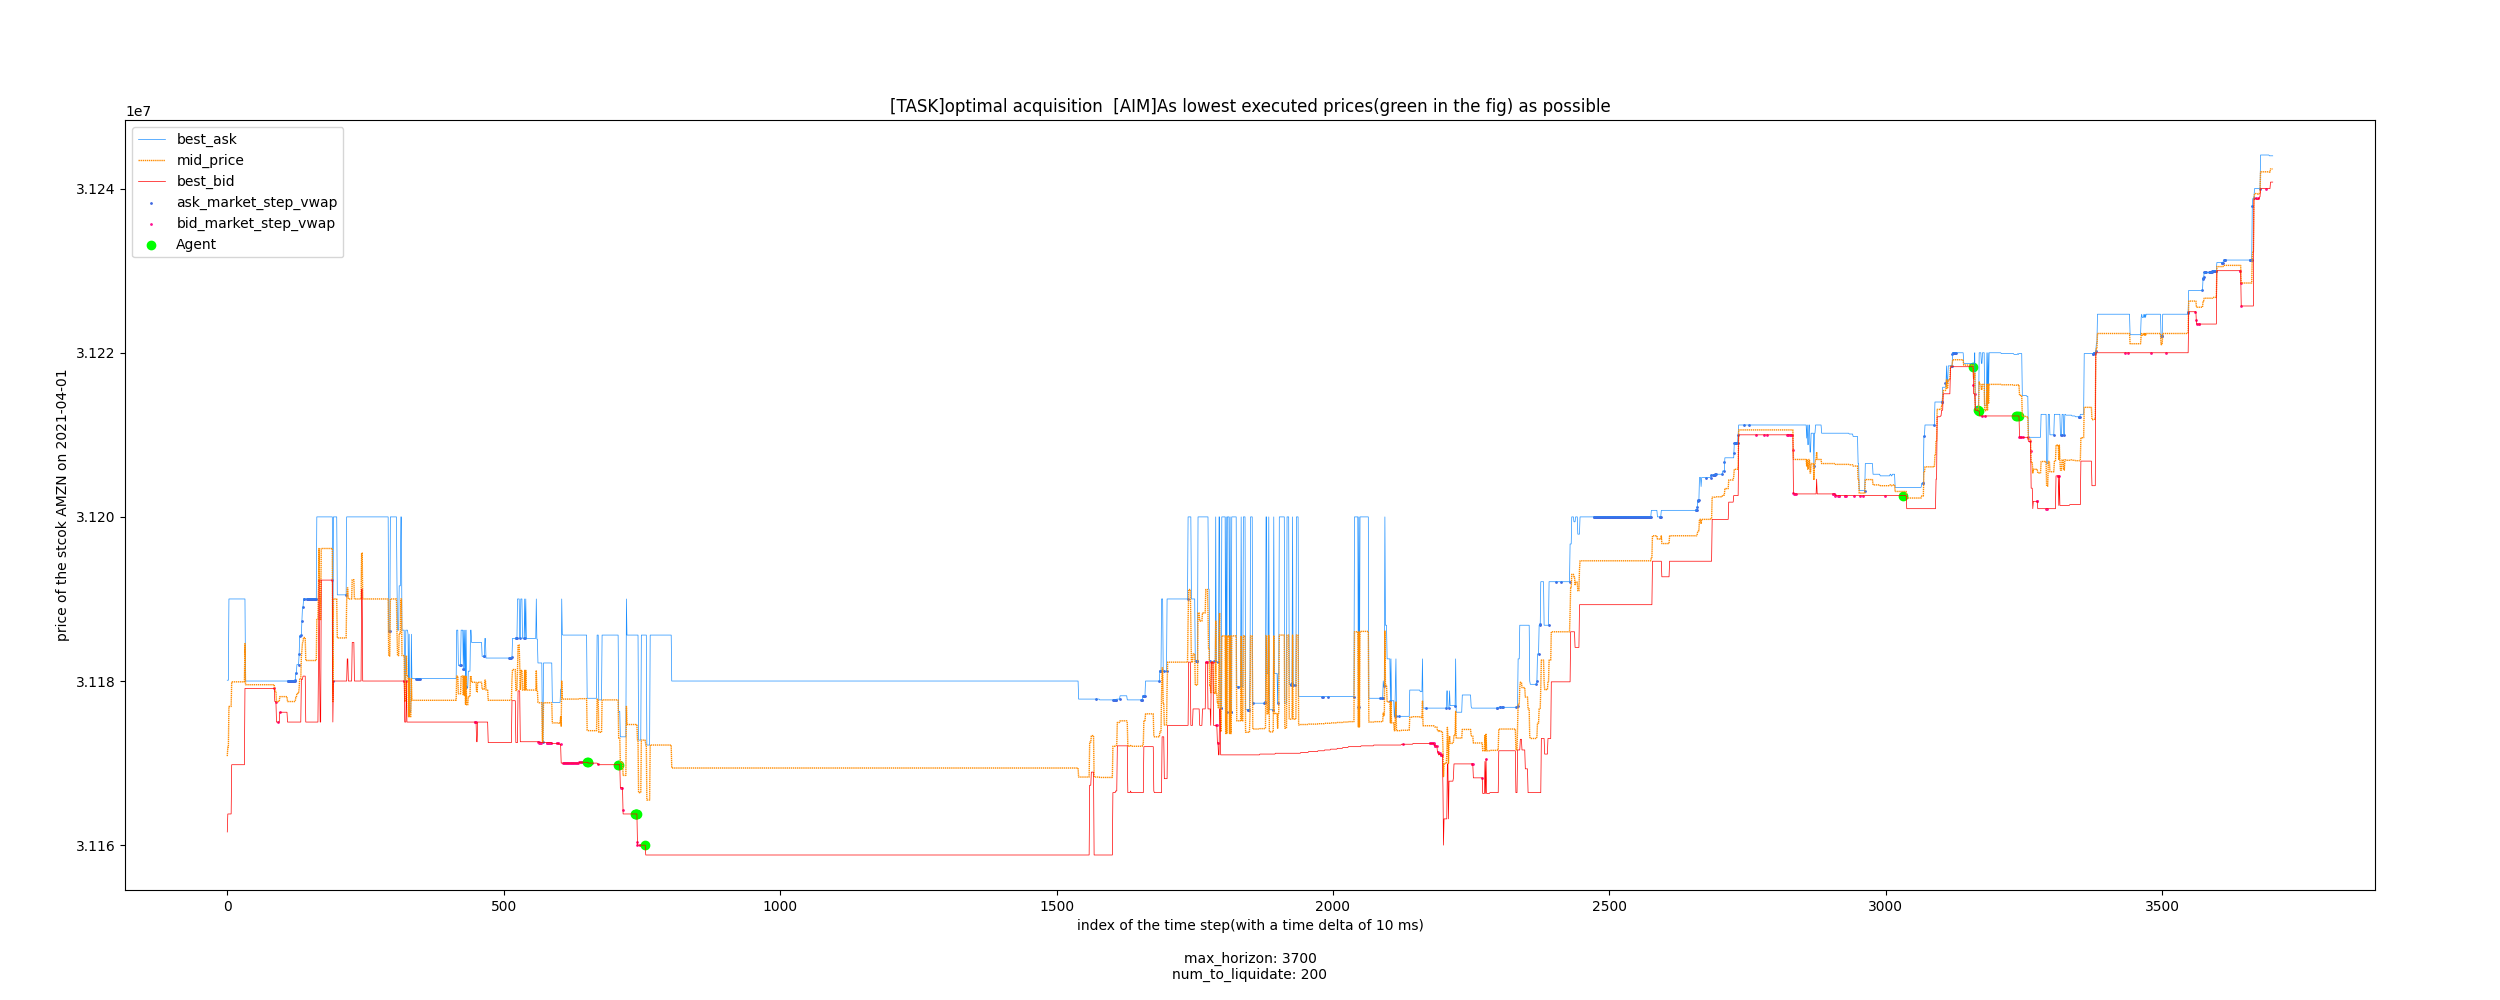 [TASK]optimal acquisition  [AIM]As lowest executed prices(green in the fig) as possible
1e7
best_ask
mid_price
best_bid
ask_market_step_vwap
bid_market_step_vwap
Agent
3.124
3.122
3.120
3.118
3.116
price of the stcok AMZN on 2021-04-01
0 500 1000 1500 2000 2500 3000 3500
index of the time step(with a time delta of 10 ms)
max_horizon: 3700
num_to_liquidate: 200